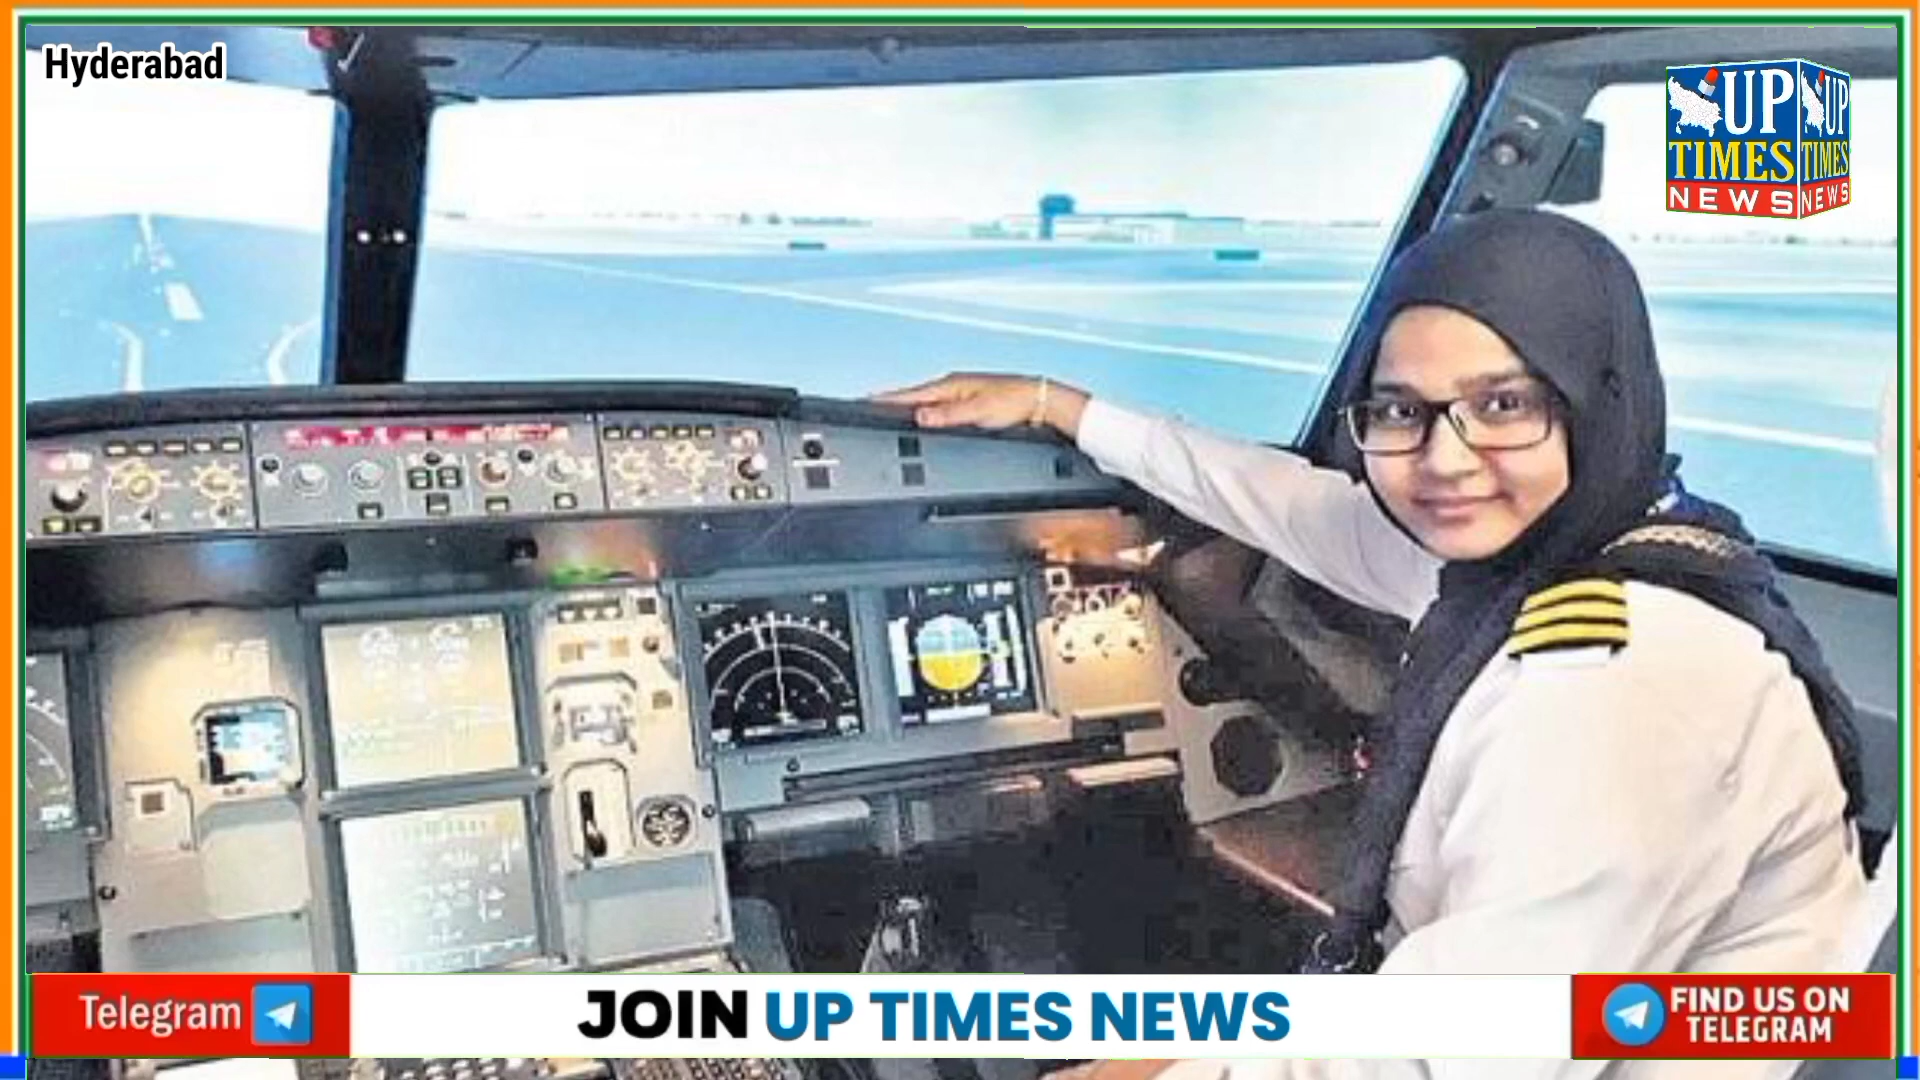 Hyderabad
UP UP
TIMES TIMES
NEWS NEWS
Telegram
JOIN UP TIMES NEWS
FIND US ON
TELEGRAM